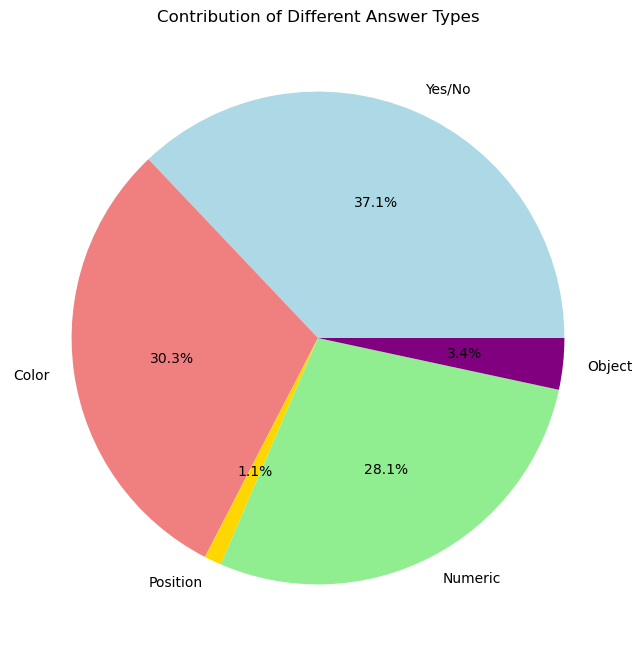 Contribution of Different Answer Types
Yes/No
37.1%
30.3%
Color
3.4%
Object
1.1%
28.1%
Position
Numeric